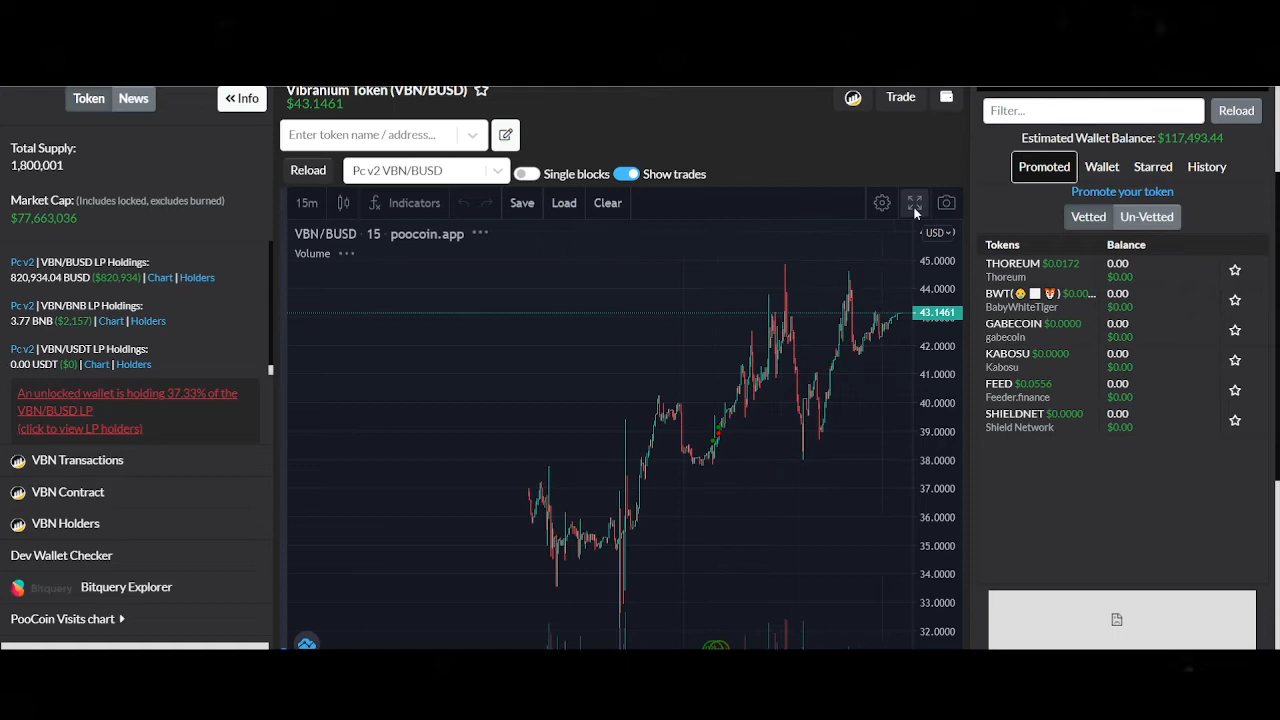 Token
News
Info
Total Supply:
1,800,001
Market Cap: (Includes locked, excludes burned)
$77,663,036
Pc v2 | VBN/BUSD LP Holdings:
820,934.04 BUSD ($820,934) | Chart | Holders
Pc v2 | VBN/BNB LP Holdings:
3.77 BNB ($2,157) | Chart | Holders
Pc v2 | VBN/USDT LP Holdings:
0.00 USDT ($0) | Chart | Holders
An unlocked wallet is holding 37.33% of the
VBN/BUSD LP
(click to view LP holders)
VBN Transactions
VBN Contract
VBN Holders
Dev Wallet Checker
Bitquery Bitquery Explorer
PooCoin Visits chart
Vibranium Token (VBN/BUSD)
$43.1461
Trade
Enter token name / address...
Reload
Pc v2 VBN/BUSD
Single blocks
Show trades
15m
Indicators
Save
Load
Clear
VBN/BUSD • 15 • poocoin.app
Volume
USD
45.0000
44.0000
43.1461
42.0000
41.0000
40.0000
39.0000
38.0000
37.0000
36.0000
35.0000
34.0000
33.0000
32.0000
Filter...
Reload
Estimated Wallet Balance: $117,493.44
Promoted
Wallet
Starred
History
Promote your token
Vetted
Un-Vetted
Tokens
Balance
THOREUM $0.0172
Thoreum
0.00
$0.00
BWT(👶⬜🐯) $0.00...
BabyWhiteTIger
0.00
$0.00
GABECOIN $0.0000
gabecoin
0.00
$0.00
KABOSU $0.0000
Kabosu
0.00
$0.00
FEED $0.0556
Feeder.finance
0.00
$0.00
SHIELDNET $0.0000
Shield Network
0.00
$0.00